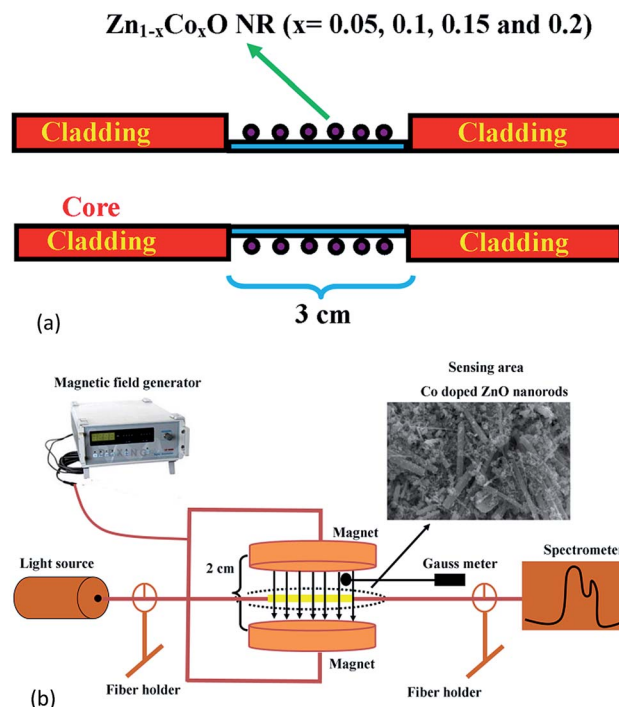 Zn1-xCoxO NR (x= 0.05, 0.1, 0.15 and 0.2)
Cladding
Cladding
Core
Cladding
Cladding
3 cm
(a)
Sensing area
Co doped ZnO nanorods
Magnetic field generator
Magnet
Gauss meter
Spectrometer
Light source
2 cm
Fiber holder
Magnet
Fiber holder
(b)